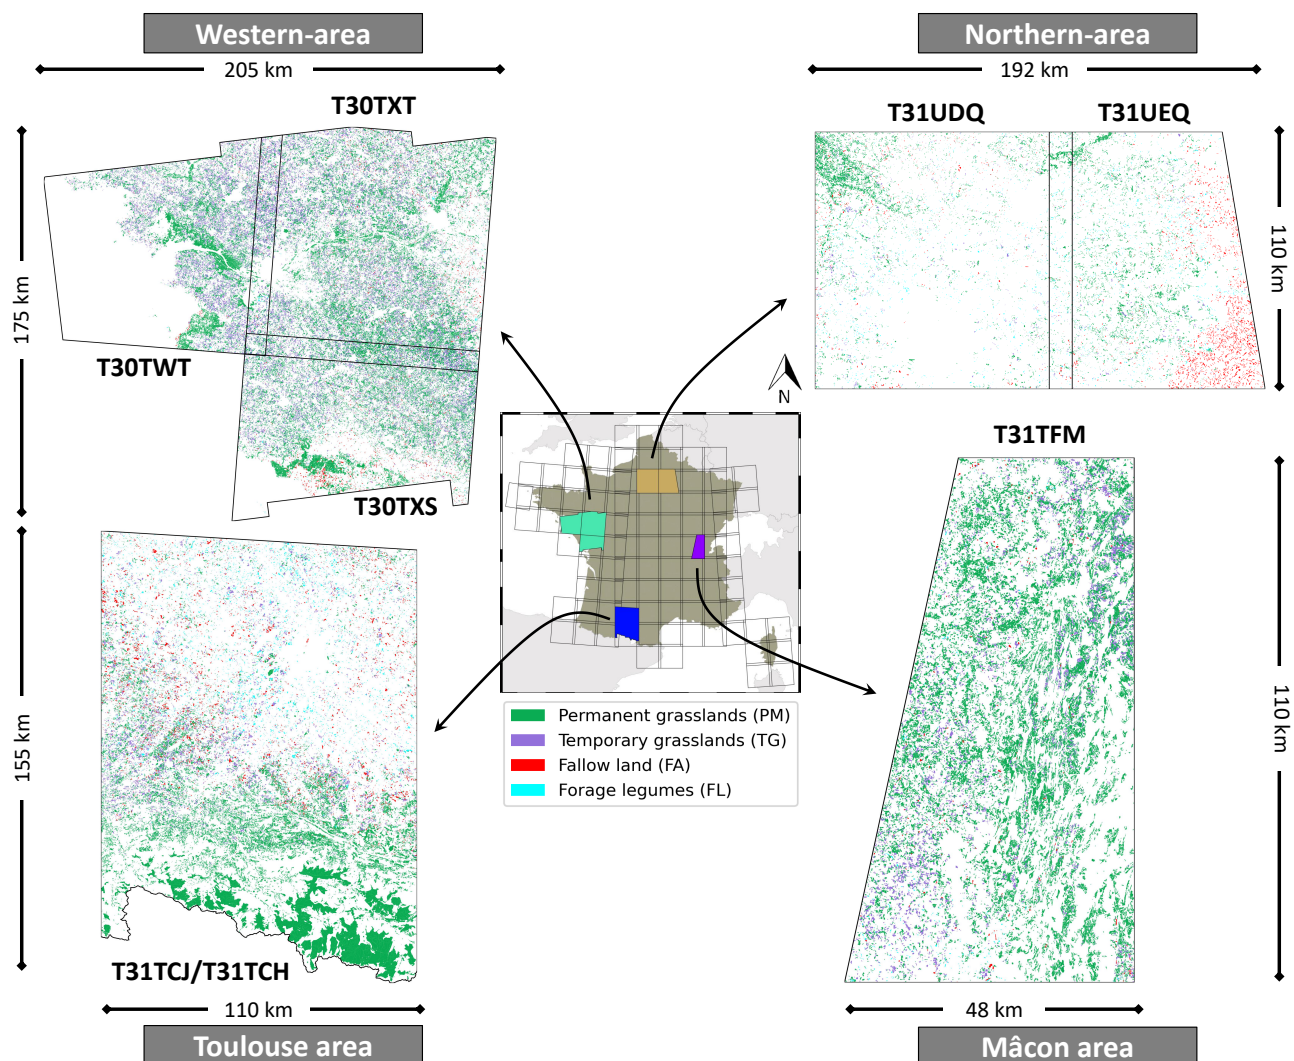 Western-area
205 km
T30TXT
175 km
T30TWT
T30TXS
Northern-area
192 km
T31UDQ
T31UEQ
110 km
N
T31TFM
110 km
48 km
Mâcon area
155 km
T31TCJ/T31TCH
110 km
Toulouse area
Permanent grasslands (PM)
Temporary grasslands (TG)
Fallow land (FA)
Forage legumes (FL)